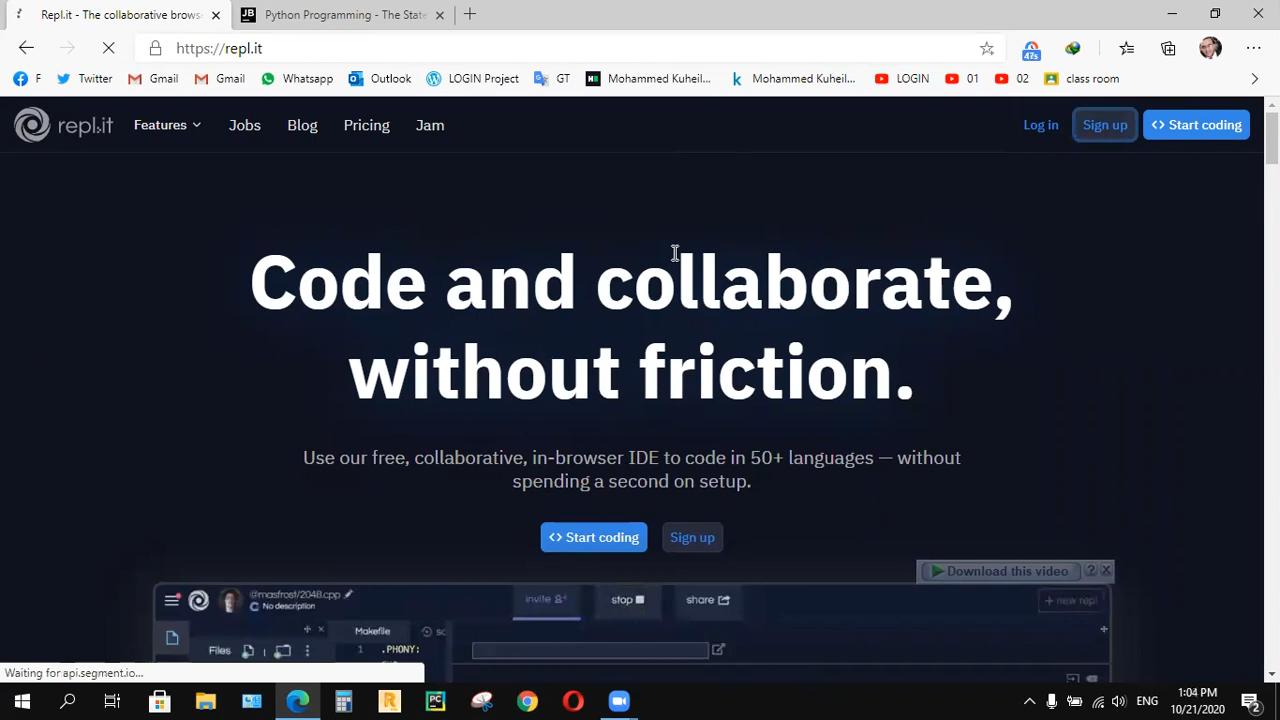 Repl.it - The collaborative brows
Python Programming - The State
https://repl.it
47s
F
Twitter
Gmail
Gmail
Whatsapp
Outlook
LOGIN Project
GT
Mohammed Kuheil...
Mohammed Kuheil...
LOGIN
01
02
class room
repl.it
Features
Jobs
Blog
Pricing
Jam
Log in
Sign up
<> Start coding
Code and collaborate,
without friction.
Use our free, collaborative, in-browser IDE to code in 50+ languages — without
spending a second on setup.
<> Start coding
Sign up
Download this video
@masfrost/2048.cpp
No description
invite
stop
share
+ new repl
Files
Makefile
1 .PHONY:
Waiting for api.segment.io...
ENG
1:04 PM
10/21/2020
2